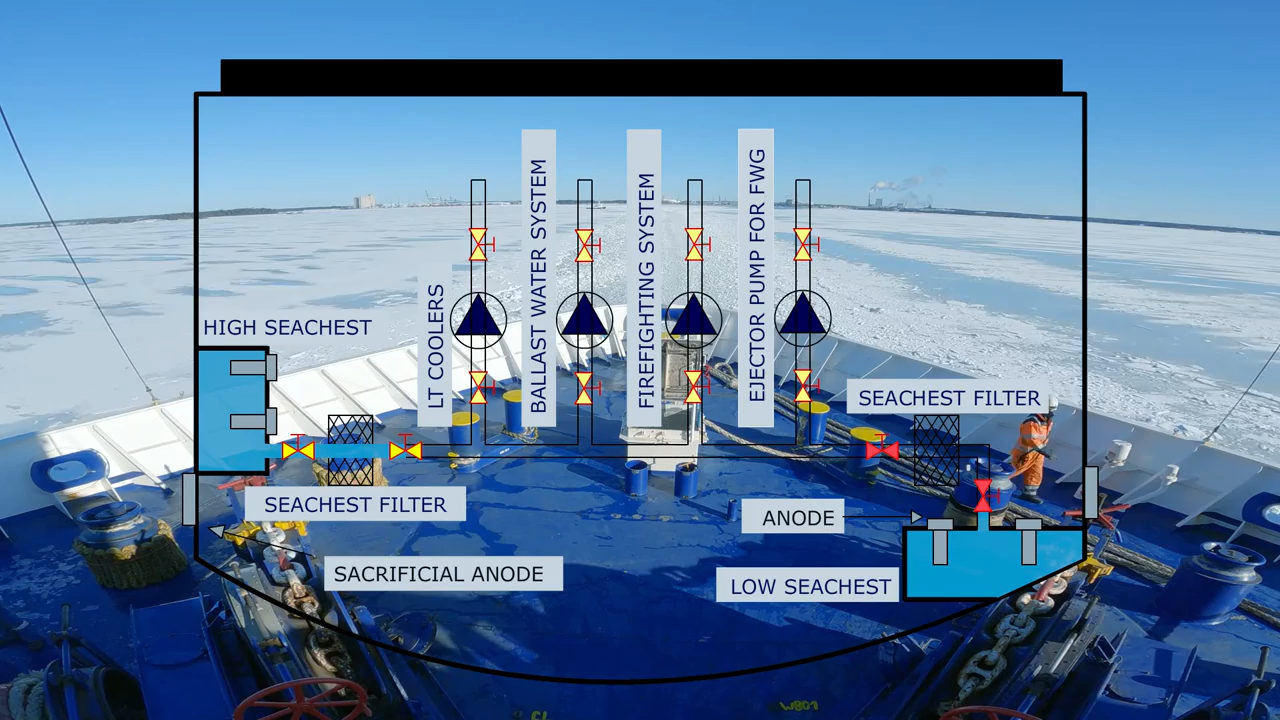 BALLAST WATER SYSTEM
FIREFIGHTING SYSTEM
EJECTOR PUMP FOR FWG
LT COOLERS
HIGH SEACHEST
SEACHEST FILTER
SEACHEST FILTER
ANODE
SACRIFICIAL ANODE
LOW SEACHEST